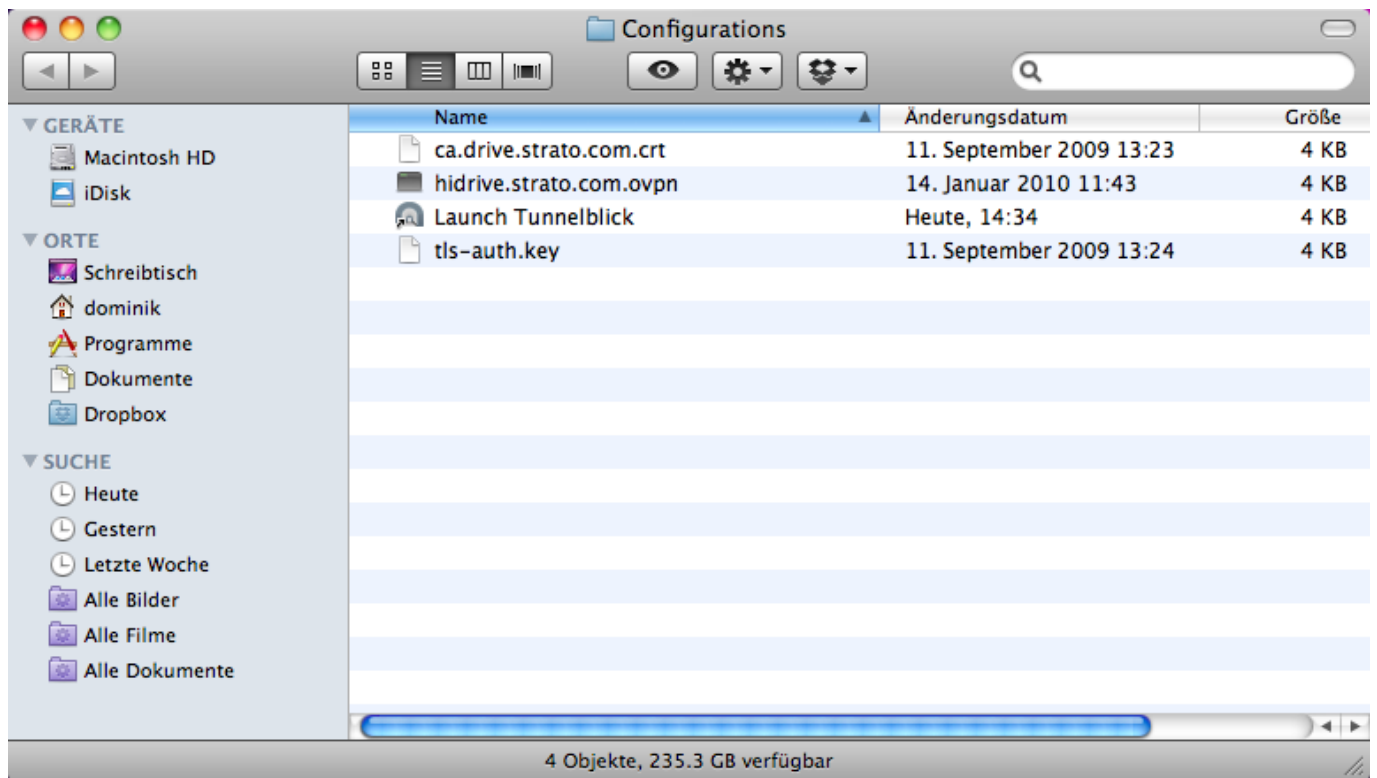 Configurations
GERÄTE
Macintosh HD
iDisk
ORTE
Schreibtisch
dominik
Programme
Dokumente
Dropbox
SUCHE
Heute
Gestern
Letzte Woche
Alle Bilder
Alle Filme
Alle Dokumente
Name Änderungsdatum Größe
ca.drive.strato.com.crt 11. September 2009 13:23 4 KB
hidrive.strato.com.ovpn 14. Januar 2010 11:43 4 KB
Launch Tunnelblick Heute, 14:34 4 KB
tls-auth.key 11. September 2009 13:24 4 KB
4 Objekte, 235.3 GB verfügbar